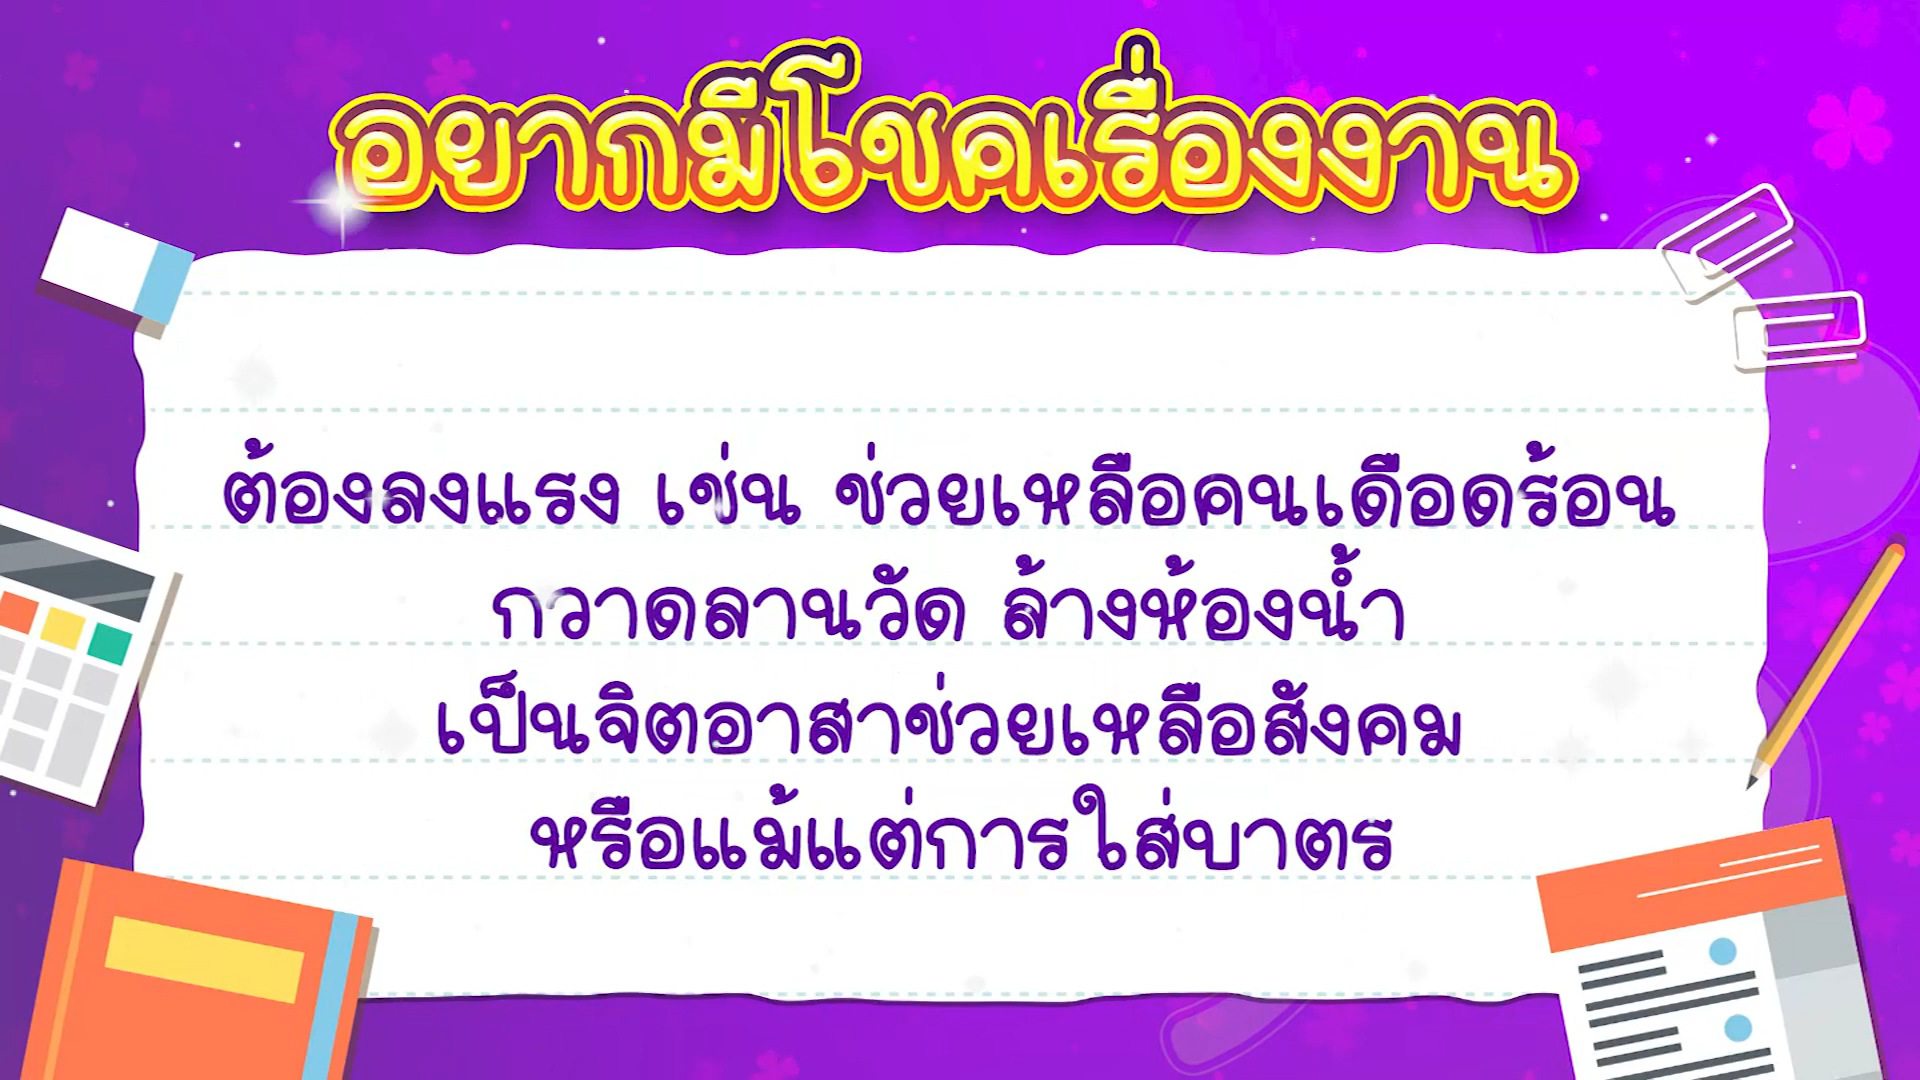 อยากมีโชคเรื่องงาน
ต้องลงแรง เช่น ช่วยเหลือคนเดือดร้อน
กวาดลานวัด ล้างห้องน้ำ
เป็นจิตอาสาช่วยเหลือสังคม
หรือแม้แต่การใส่บาตร